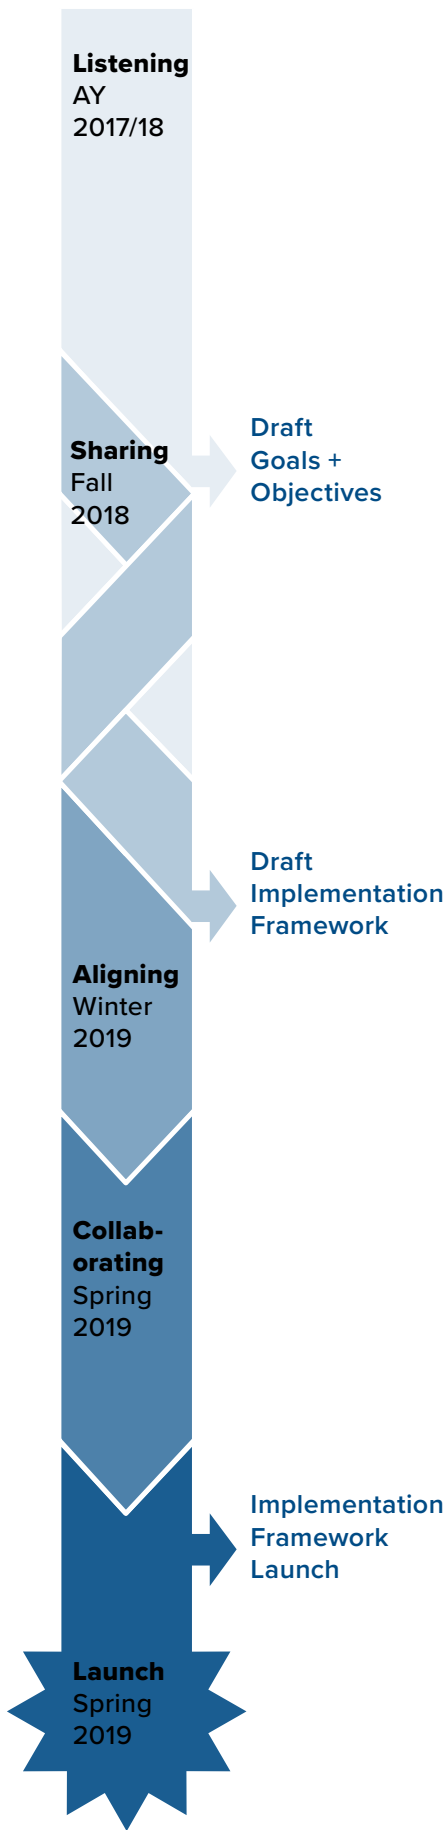 Listening
AY
2017/18
Draft
Goals +
Objectives
Sharing
Fall
2018
Draft
Implementation
Framework
Aligning
Winter
2019
Collab-
orating
Spring
2019
Implementation
Framework
Launch
Launch
Spring
2019